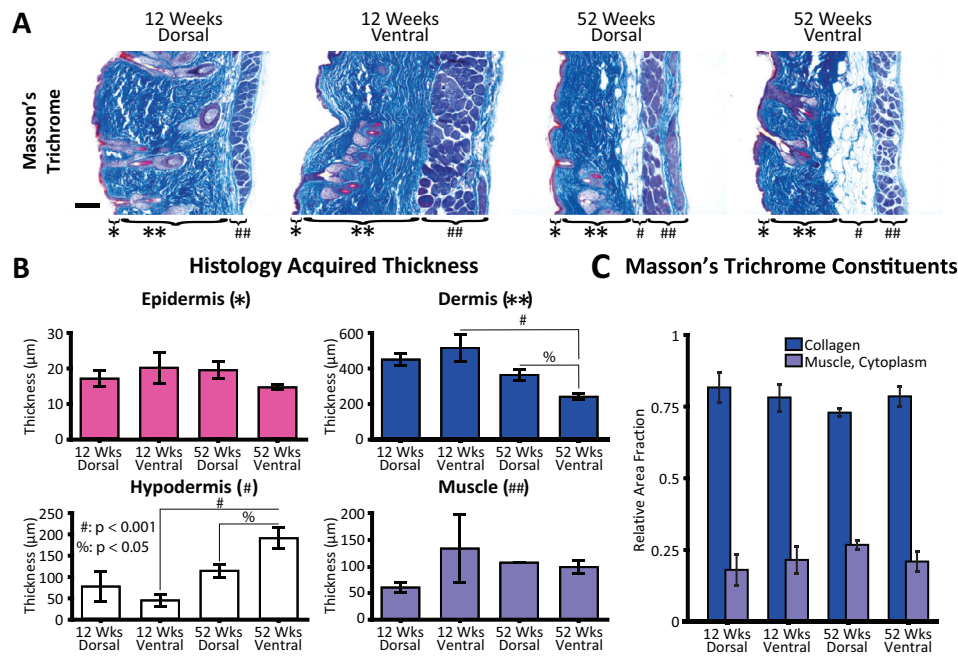 A
12 Weeks
Dorsal
12 Weeks
Ventral
52 Weeks
Dorsal
52 Weeks
Ventral
Masson's
Trichrome
* ** ##
* ** ##
* ** # ##
* ** # ##
B
Histology Acquired Thickness
Epidermis (*)
Thickness (μm)
30
20
10
0
12 Wks
Dorsal
12 Wks
Ventral
52 Wks
Dorsal
52 Wks
Ventral
Dermis (**)
Thickness (μm)
600
400
200
0
#
%
12 Wks
Dorsal
12 Wks
Ventral
52 Wks
Dorsal
52 Wks
Ventral
Hypodermis (#)
Thickness (μm)
250
200
150
100
50
0
#: p < 0.001
%: p < 0.05
#
%
12 Wks
Dorsal
12 Wks
Ventral
52 Wks
Dorsal
52 Wks
Ventral
Muscle (##)
Thickness (μm)
200
150
100
50
0
12 Wks
Dorsal
12 Wks
Ventral
52 Wks
Dorsal
52 Wks
Ventral
C
Masson's Trichrome Constituents
Relative Area Fraction
1
0.75
0.5
0.25
0
Collagen
Muscle, Cytoplasm
12 Wks
Dorsal
12 Wks
Ventral
52 Wks
Dorsal
52 Wks
Ventral